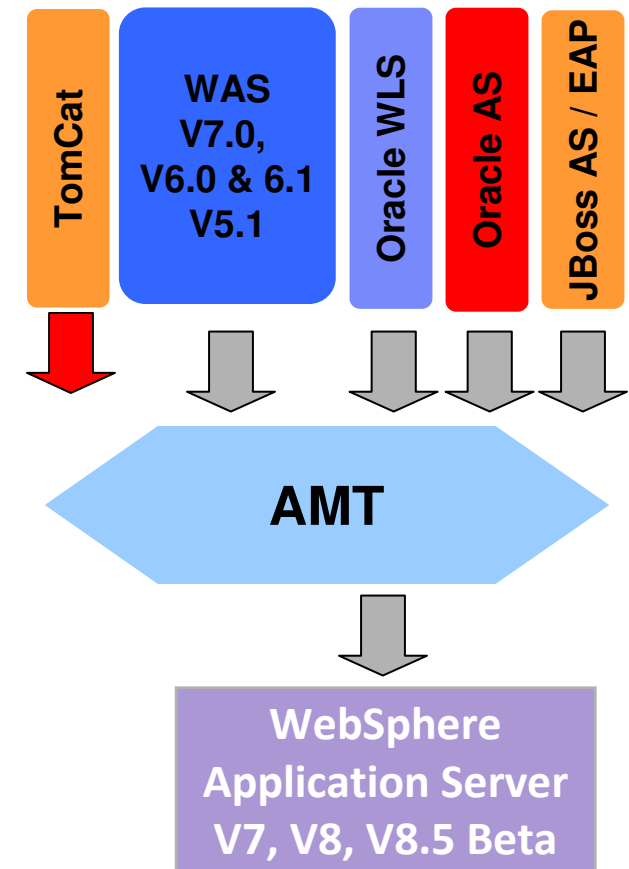 TomCat
WAS
V7.0,
V6.0 & 6.1
V5.1
Oracle WLS
Oracle AS
JBoss AS / EAP
AMT
WebSphere
Application Server
V7, V8, V8.5 Beta